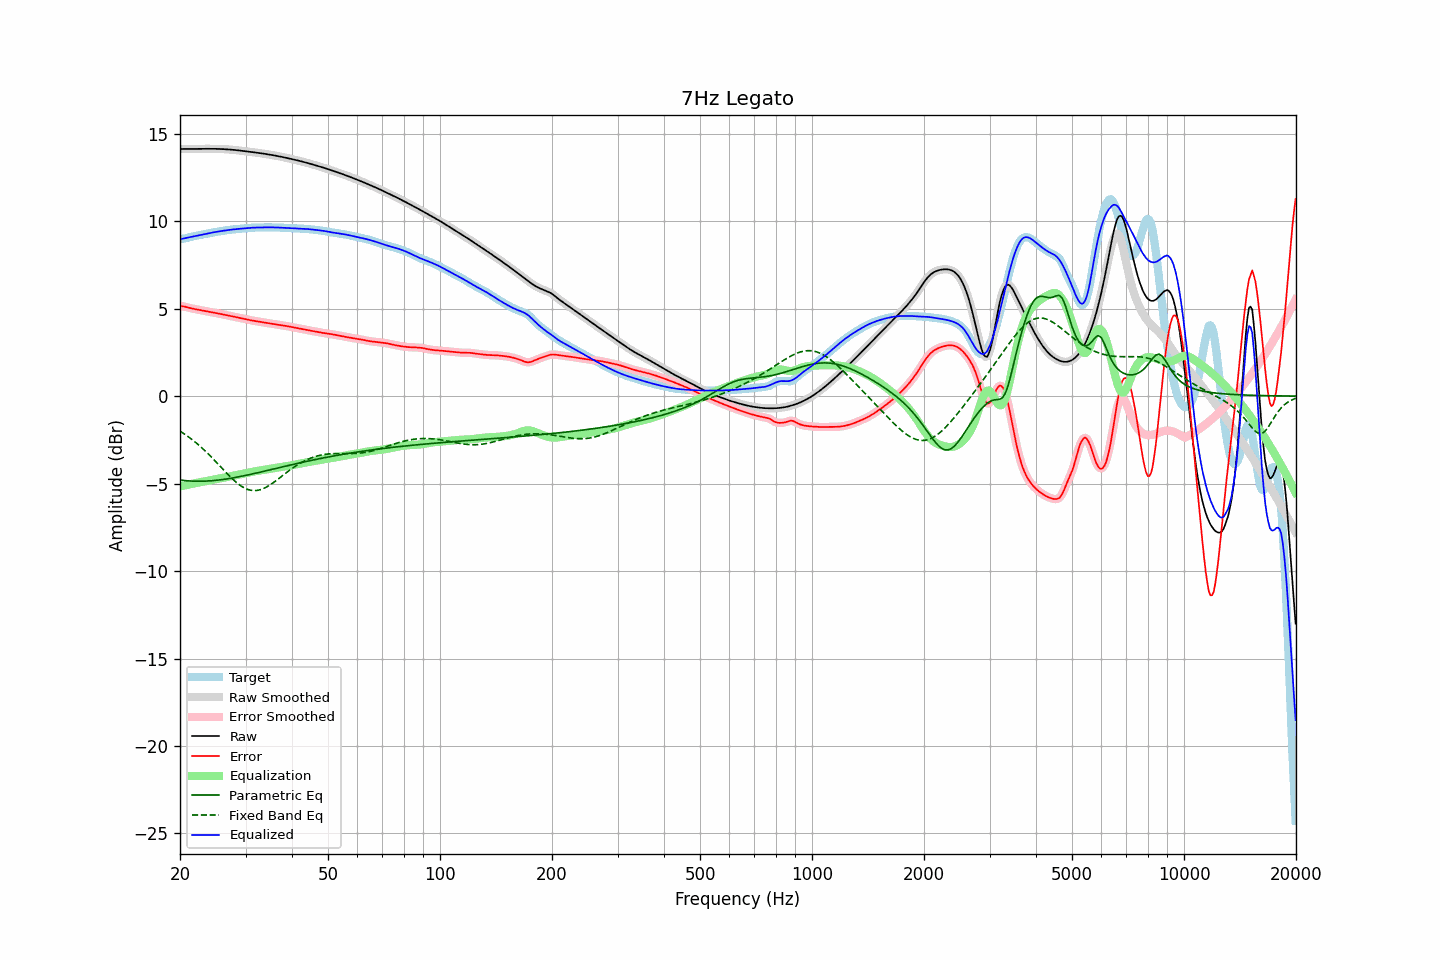 7Hz Legato
15
10
5
0
−5
−10
−15
−20
−25
Amplitude (dBr)
Target
Raw Smoothed
Error Smoothed
Raw
Error
Equalization
Parametric Eq
Fixed Band Eq
Equalized
20 50 100 200 500 1000 2000 5000 10000 20000
Frequency (Hz)